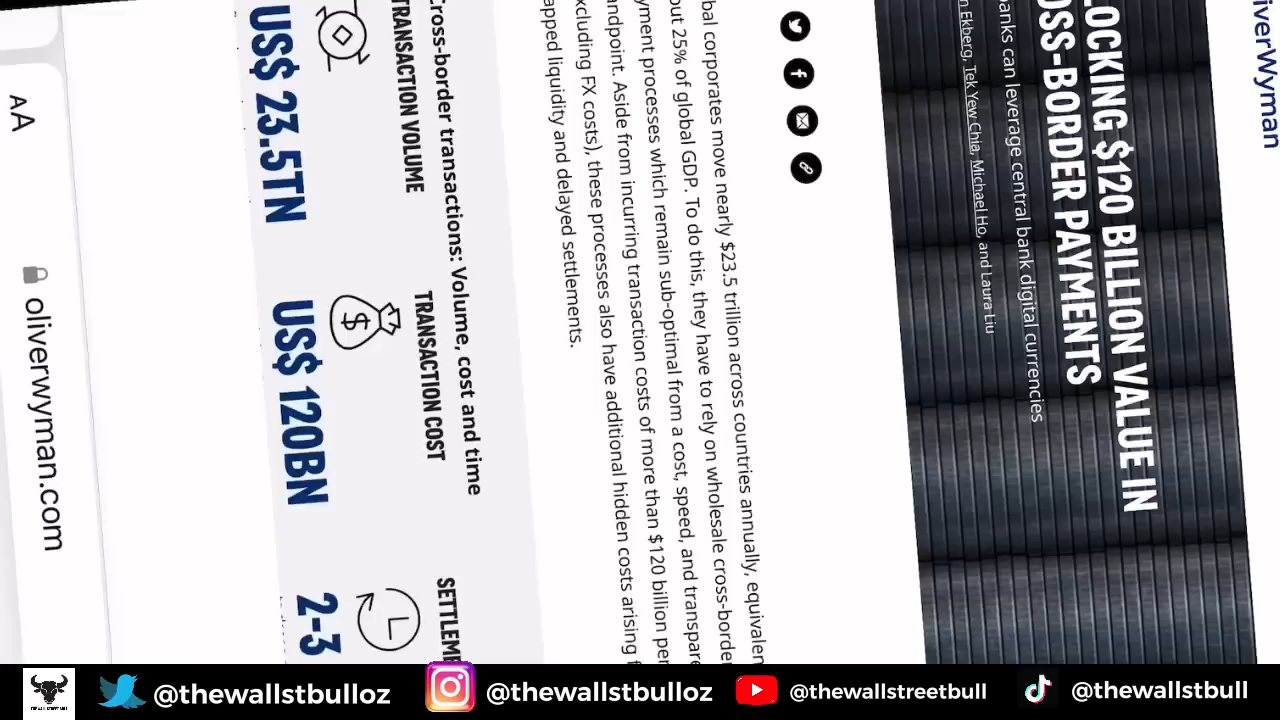 iverWyman
LOCKING $120 BILLION VALUE IN
OSS-BORDER PAYMENTS
anks can leverage central bank digital currencies
n Ekberg, Tek Yew Chia, Michael Ho, and Laura Liu
bal corporates move nearly $23.5 trillion across countries annually, equivalen
out 25% of global GDP. To do this, they have to rely on wholesale cross-borde
yment processes which remain sub-optimal from a cost, speed, and transpare
andpoint. Aside from incurring transaction costs of more than $120 billion per
xcluding FX costs), these processes also have additional hidden costs arising f
apped liquidity and delayed settlements.
Cross-border transactions: Volume, cost and time
TRANSACTION VOLUME
US$ 23.5TN
TRANSACTION COST
US$ 120BN
SETTLEME
2-3
AA
oliverwyman.com
@thewallstbulloz
@thewallstbulloz
@thewallstreetbull
@thewallstbull